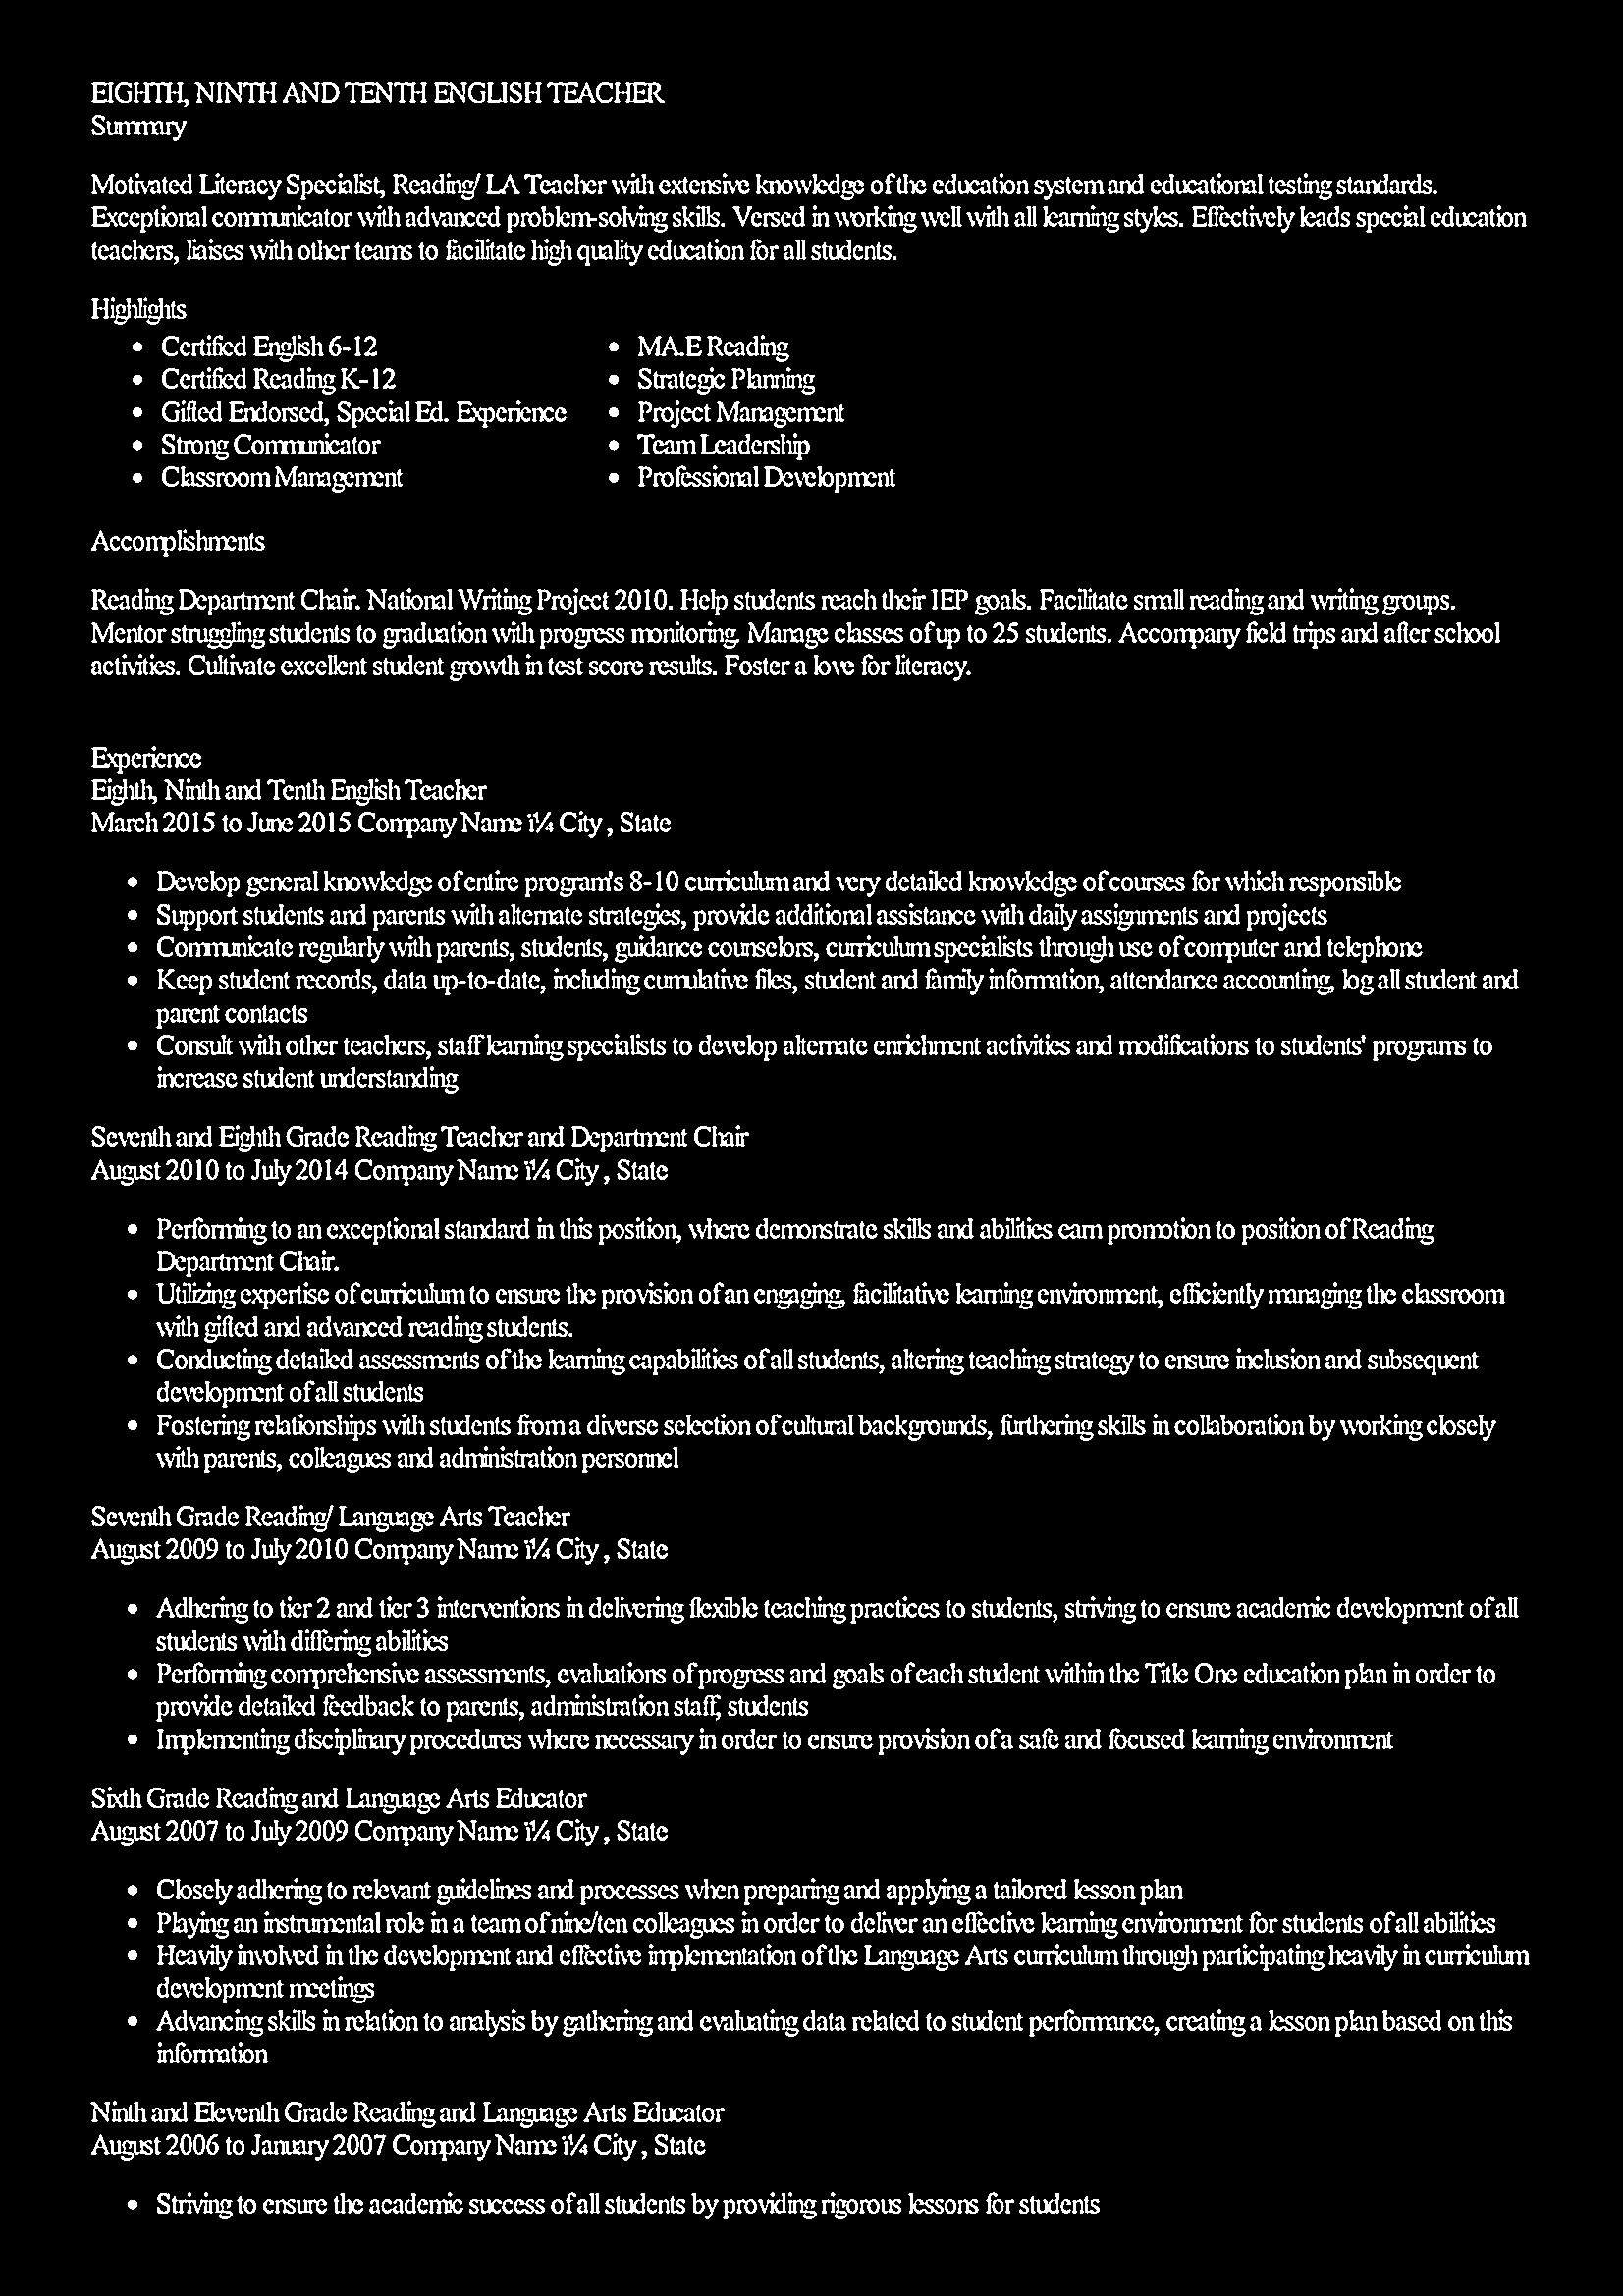 EIGHTH, NINTH AND TENTH ENGLISH TEACHER
Summary
Motivated Literacy Specialist, Reading/ LA Teacher with extensive knowledge of the education system and educational testing standards.
Exceptional communicator with advanced problem-solving skills. Versed in working well with all learning styles. Effectively leads special education
teachers, liaises with other teams to facilitate high quality education for all students.
Highlights
• Certified English 6-12
• Certified Reading K-12
• Gifted Endorsed, Special Ed. Experience
• Strong Communicator
• Classroom Management
• MA.E Reading
• Strategic Planning
• Project Management
• Team Leadership
• Professional Development
Accomplishments
Reading Department Chair. National Writing Project 2010. Help students reach their IEP goals. Facilitate small reading and writing groups.
Mentor struggling students to graduation with progress monitoring. Manage classes of up to 25 students. Accompany field trips and after school
activities. Cultivate excellent student growth in test score results. Foster a love for literacy.
Experience
Eighth, Ninth and Tenth English Teacher
March 2015 to June 2015 Company Name ï¼ City , State
• Develop general knowledge of entire program's 8-10 curriculum and very detailed knowledge of courses for which responsible
• Support students and parents with alternate strategies, provide additional assistance with daily assignments and projects
• Communicate regularly with parents, students, guidance counselors, curriculum specialists through use of computer and telephone
• Keep student records, data up-to-date, including cumulative files, student and family information, attendance accounting, log all student and
parent contacts
• Consult with other teachers, staff learning specialists to develop alternate enrichment activities and modifications to students' programs to
increase student understanding
Seventh and Eighth Grade Reading Teacher and Department Chair
August 2010 to July 2014 Company Name ï¼ City , State
• Performing to an exceptional standard in this position, where demonstrate skills and abilities earn promotion to position of Reading
Department Chair.
• Utilizing expertise of curriculum to ensure the provision of an engaging, facilitative learning environment, efficiently managing the classroom
with gifted and advanced reading students.
• Conducting detailed assessments of the learning capabilities of all students, altering teaching strategy to ensure inclusion and subsequent
development of all students
• Fostering relationships with students from a diverse selection of cultural backgrounds, furthering skills in collaboration by working closely
with parents, colleagues and administration personnel
Seventh Grade Reading/ Language Arts Teacher
August 2009 to July 2010 Company Name ï¼ City , State
• Adhering to tier 2 and tier 3 interventions in delivering flexible teaching practices to students, striving to ensure academic development of all
students with differing abilities
• Performing comprehensive assessments, evaluations of progress and goals of each student within the Title One education plan in order to
provide detailed feedback to parents, administration staff, students
• Implementing disciplinary procedures where necessary in order to ensure provision of a safe and focused learning environment
Sixth Grade Reading and Language Arts Educator
August 2007 to July 2009 Company Name ï¼ City , State
• Closely adhering to relevant guidelines and processes when preparing and applying a tailored lesson plan
• Playing an instrumental role in a team of nine/ten colleagues in order to deliver an effective learning environment for students of all abilities
• Heavily involved in the development and effective implementation of the Language Arts curriculum through participating heavily in curriculum
development meetings
• Advancing skills in relation to analysis by gathering and evaluating data related to student performance, creating a lesson plan based on this
information
Ninth and Eleventh Grade Reading and Language Arts Educator
August 2006 to January 2007 Company Name ï¼ City , State
• Striving to ensure the academic success of all students by providing rigorous lessons for students